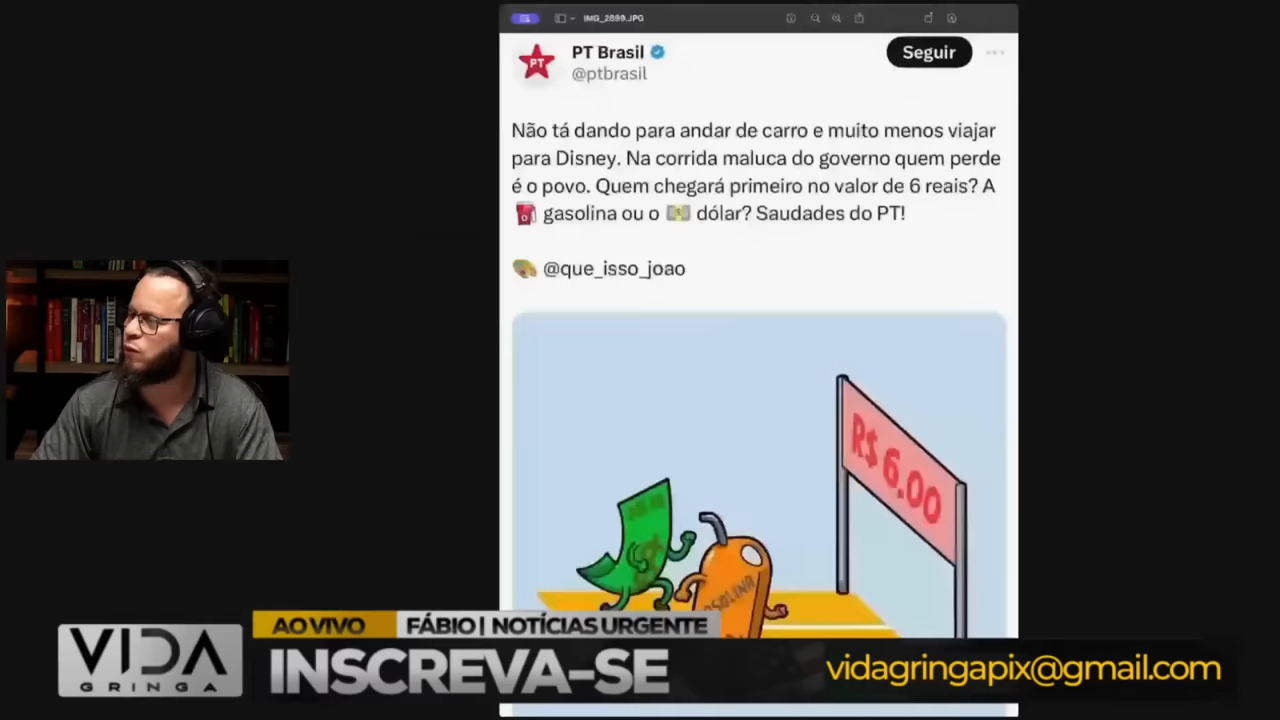 IMG_2899.JPG
PT Brasil
@ptbrasil
Seguir
PT
Não tá dando para andar de carro e muito menos viajar
para Disney. Na corrida maluca do governo quem perde
é o povo. Quem chegará primeiro no valor de 6 reais? A
gasolina ou o dólar? Saudades do PT!
@que_isso_joao
R$ 6,00
GASOLINA
AO VIVO
FÁBIO | NOTÍCIAS URGENTE
VIDA
GRINGA
INSCREVA-SE
vidagringapix@gmail.com